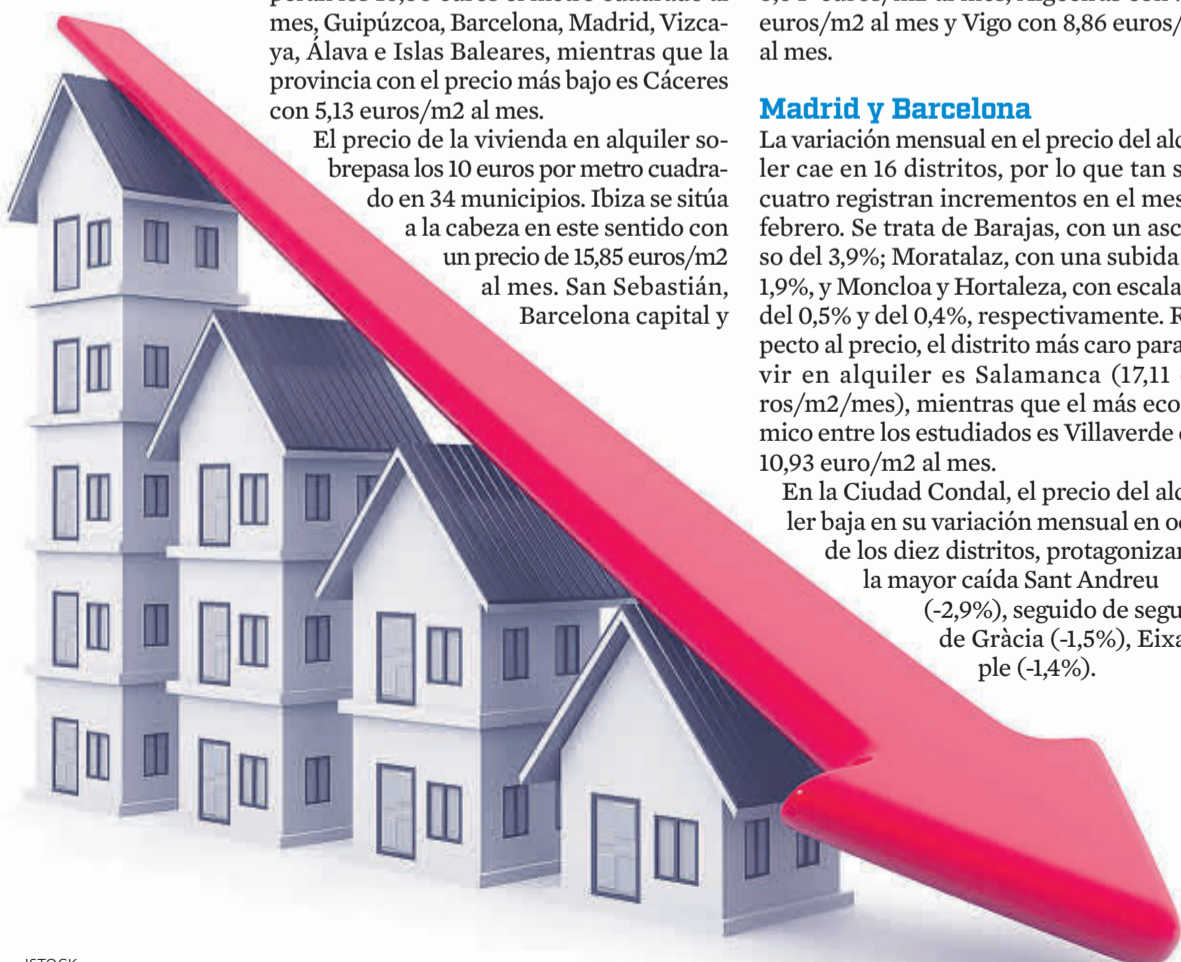 mes, Guipúzcoa, Barcelona, Madrid, Vizca-
ya, Álava e Islas Baleares, mientras que la
provincia con el precio más bajo es Cáceres
con 5,13 euros/m2 al mes.
El precio de la vivienda en alquiler so-
brepasa los 10 euros por metro cuadra-
do en 34 municipios. Ibiza se sitúa
a la cabeza en este sentido con
un precio de 15,85 euros/m2
al mes. San Sebastián,
Barcelona capital y
euros/m2 al mes y Vigo con 8,86 euros/
al mes.
Madrid y Barcelona
La variación mensual en el precio del alq
ler cae en 16 distritos, por lo que tan s
cuatro registran incrementos en el mes
febrero. Se trata de Barajas, con un asc
so del 3,9%; Moratalaz, con una subida
1,9%, y Moncloa y Hortaleza, con escala
del 0,5% y del 0,4%, respectivamente. R
pecto al precio, el distrito más caro para
vir en alquiler es Salamanca (17,11
ros/m2/mes), mientras que el más eco
mico entre los estudiados es Villaverde
10,93 euro/m2 al mes.
En la Ciudad Condal, el precio del alq
ler baja en su variación mensual en oc
de los diez distritos, protagonizan
la mayor caída Sant Andreu
(-2,9%), seguido de segu
de Gràcia (-1,5%), Eixa
ple (-1,4%).